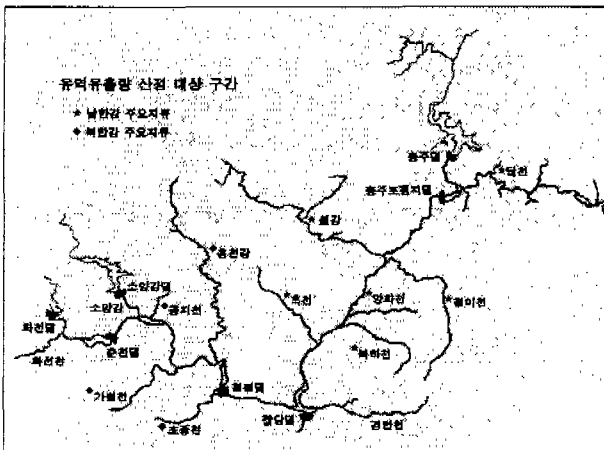 유역유출량 산정 대상 구간
★ 남한강 주요지류
◆ 북한강 주요지류
충주댐
달천
충주조정지댐
섬강
홍천강
소양강댐
소양강
공지천
흑천
양화천
청미천
화천댐
춘천댐
화천천
복하천
가평천
청평댐
팔당댐
경안천
조종천